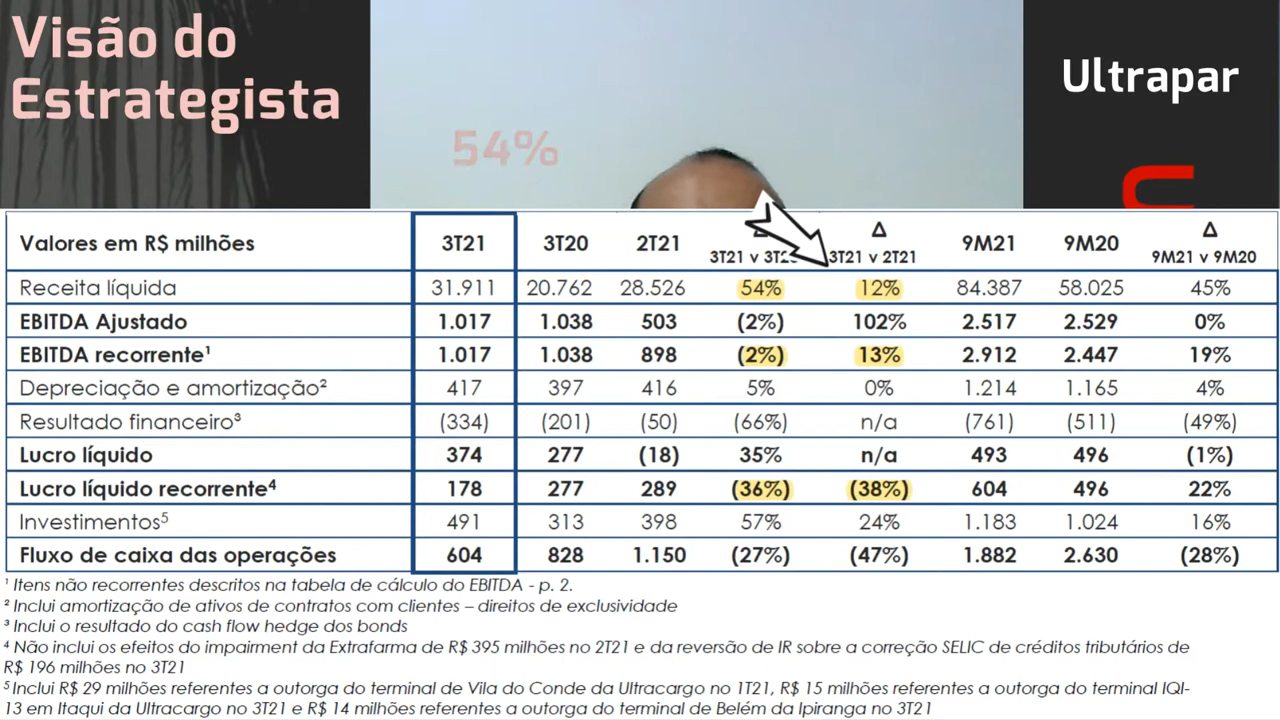 Visão do
Estrategista
54%
Ultrapar
Valores em R$ milhões 3T21 3T20 2T21 Δ 3T21 v Δ 3T21 v 2T21 9M21 9M20 Δ 9M21 v 9M20
Receita líquida 31.911 20.762 28.526 54% 12% 84.387 58.025 45%
EBITDA Ajustado 1.017 1.038 503 (2%) 102% 2.517 2.529 0%
EBITDA recorrente¹ 1.017 1.038 898 (2%) 13% 2.912 2.447 19%
Depreciação e amortização² 417 397 416 5% 0% 1.214 1.165 4%
Resultado financeiro³ (334) (201) (50) (66%) n/a (761) (511) (49%)
Lucro líquido 374 277 (18) 35% n/a 493 496 (1%)
Lucro líquido recorrente⁴ 178 277 289 (36%) (38%) 604 496 22%
Investimentos⁵ 491 313 398 57% 24% 1.183 1.024 16%
Fluxo de caixa das operações 604 828 1.150 (27%) (47%) 1.882 2.630 (28%)
¹ Itens não recorrentes descritos na tabela de cálculo do EBITDA - p. 2.
² Inclui amortização de ativos de contratos com clientes – direitos de exclusividade
³ Inclui o resultado do cash flow hedge dos bonds
⁴ Não inclui os efeitos do impairment da Extrafarma de R$ 395 milhões no 2T21 e da reversão de IR sobre a correção SELIC de créditos tributários de
R$ 196 milhões no 3T21
⁵ Inclui R$ 29 milhões referentes a outorga do terminal de Vila do Conde da Ultracargo no 1T21, R$ 15 milhões referentes a outorga do terminal IQI-
13 em Itaqui da Ultracargo no 3T21 e R$ 14 milhões referentes a outorga do terminal de Belém da Ipiranga no 3T21